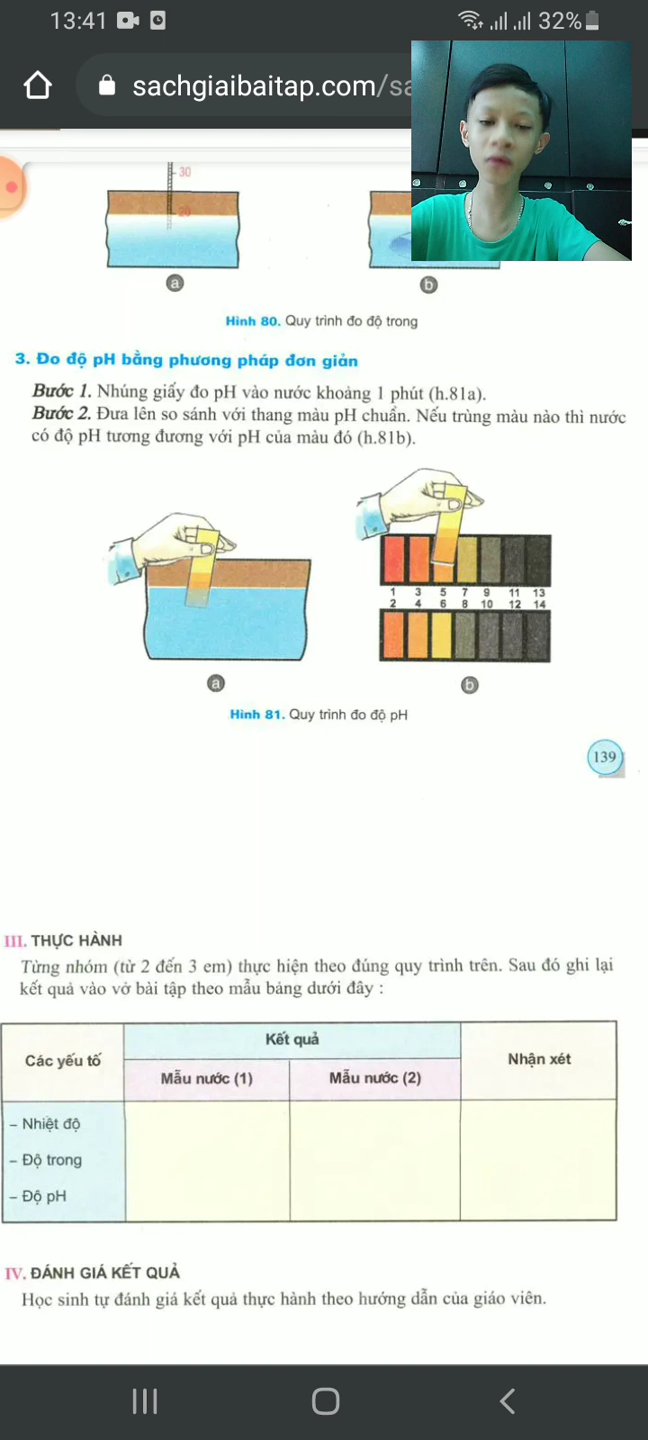 13:41
32%
sachgiaibaitap.com/sa
30
20
a
b
Hình 80. Quy trình đo độ trong
3. Đo độ pH bằng phương pháp đơn giản
Bước 1. Nhúng giấy đo pH vào nước khoảng 1 phút (h.81a).
Bước 2. Đưa lên so sánh với thang màu pH chuẩn. Nếu trùng màu nào thì nước
có độ pH tương đương với pH của màu đó (h.81b).
1 3 5 7 9 11 13
2 4 6 8 10 12 14
a
b
Hình 81. Quy trình đo độ pH
139
III. THỰC HÀNH
Từng nhóm (từ 2 đến 3 em) thực hiện theo đúng quy trình trên. Sau đó ghi lại
kết quả vào vở bài tập theo mẫu bảng dưới đây :
Các yếu tố
Kết quả
Nhận xét
Mẫu nước (1)
Mẫu nước (2)
– Nhiệt độ
– Độ trong
– Độ pH
IV. ĐÁNH GIÁ KẾT QUẢ
Học sinh tự đánh giá kết quả thực hành theo hướng dẫn của giáo viên.